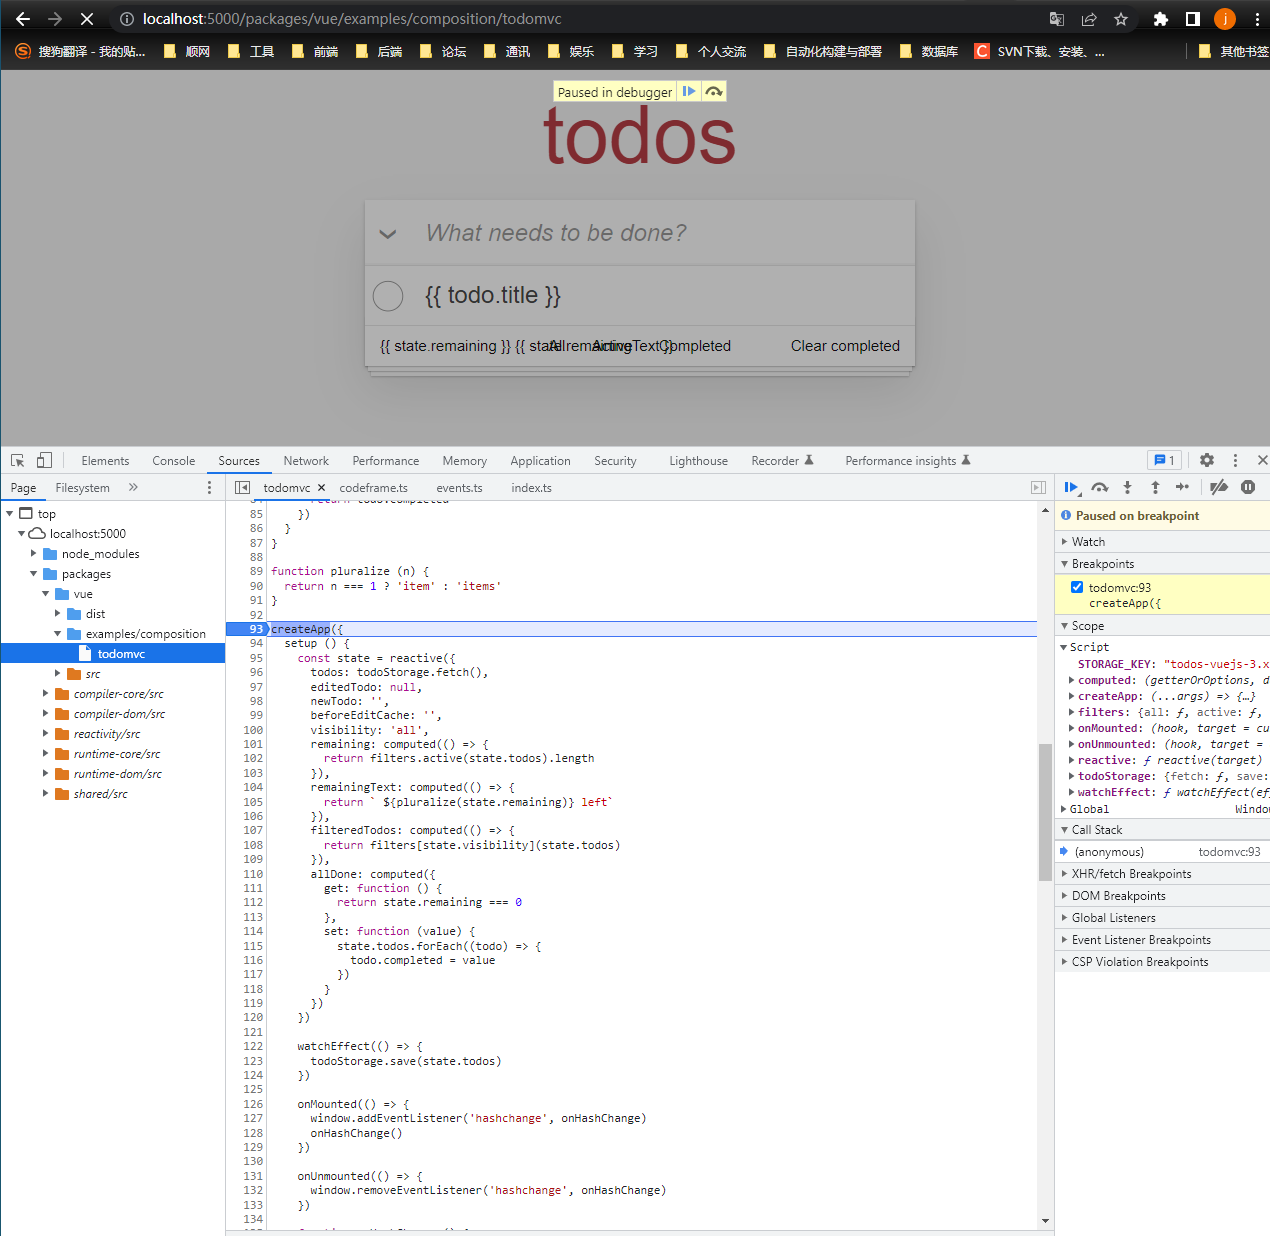 localhost:5000/packages/vue/examples/composition/todomvc
j
搜狗翻译 - 我的贴... 顺网 工具 前端 后端 论坛 通讯 娱乐 学习 个人交流 自动化构建与部署 数据库 C SVN下载、安装、... 其他书签
Paused in debugger
todos
What needs to be done?
{{ todo.title }}
{{ state.remaining }} {{ state.remainingText }} All Active Completed Clear completed
Elements Console Sources Network Performance Memory Application Security Lighthouse Recorder Performance insights 1
Page Filesystem » todomvc × codeframe.ts events.ts index.ts
top
localhost:5000
node_modules
packages
vue
dist
examples/composition
todomvc
src
compiler-core/src
compiler-dom/src
reactivity/src
runtime-core/src
runtime-dom/src
shared/src
84 return todo.completed
85 })
86 }
87 }
88
89 function pluralize (n) {
90 return n === 1 ? 'item' : 'items'
91 }
92
93 createApp({
94 setup () {
95 const state = reactive({
96 todos: todoStorage.fetch(),
97 editedTodo: null,
98 newTodo: '',
99 beforeEditCache: '',
100 visibility: 'all',
101 remaining: computed(() => {
102 return filters.active(state.todos).length
103 }),
104 remainingText: computed(() => {
105 return ` ${pluralize(state.remaining)} left`
106 }),
107 filteredTodos: computed(() => {
108 return filters[state.visibility](state.todos)
109 }),
110 allDone: computed({
111 get: function () {
112 return state.remaining === 0
113 },
114 set: function (value) {
115 state.todos.forEach((todo) => {
116 todo.completed = value
117 })
118 }
119 })
120 })
121
122 watchEffect(() => {
123 todoStorage.save(state.todos)
124 })
125
126 onMounted(() => {
127 window.addEventListener('hashchange', onHashChange)
128 onHashChange()
129 })
130
131 onUnmounted(() => {
132 window.removeEventListener('hashchange', onHashChange)
133 })
134
Paused on breakpoint
Watch
Breakpoints
todomvc:93
createApp({
Scope
Script
STORAGE_KEY: "todos-vuejs-3.x
computed: (getterOrOptions, d
createApp: (...args) => {…}
filters: {all: ƒ, active: ƒ,
onMounted: (hook, target = cu
onUnmounted: (hook, target =
reactive: ƒ reactive(target)
todoStorage: {fetch: ƒ, save:
watchEffect: ƒ watchEffect(ef
Global Window
Call Stack
(anonymous) todomvc:93
XHR/fetch Breakpoints
DOM Breakpoints
Global Listeners
Event Listener Breakpoints
CSP Violation Breakpoints